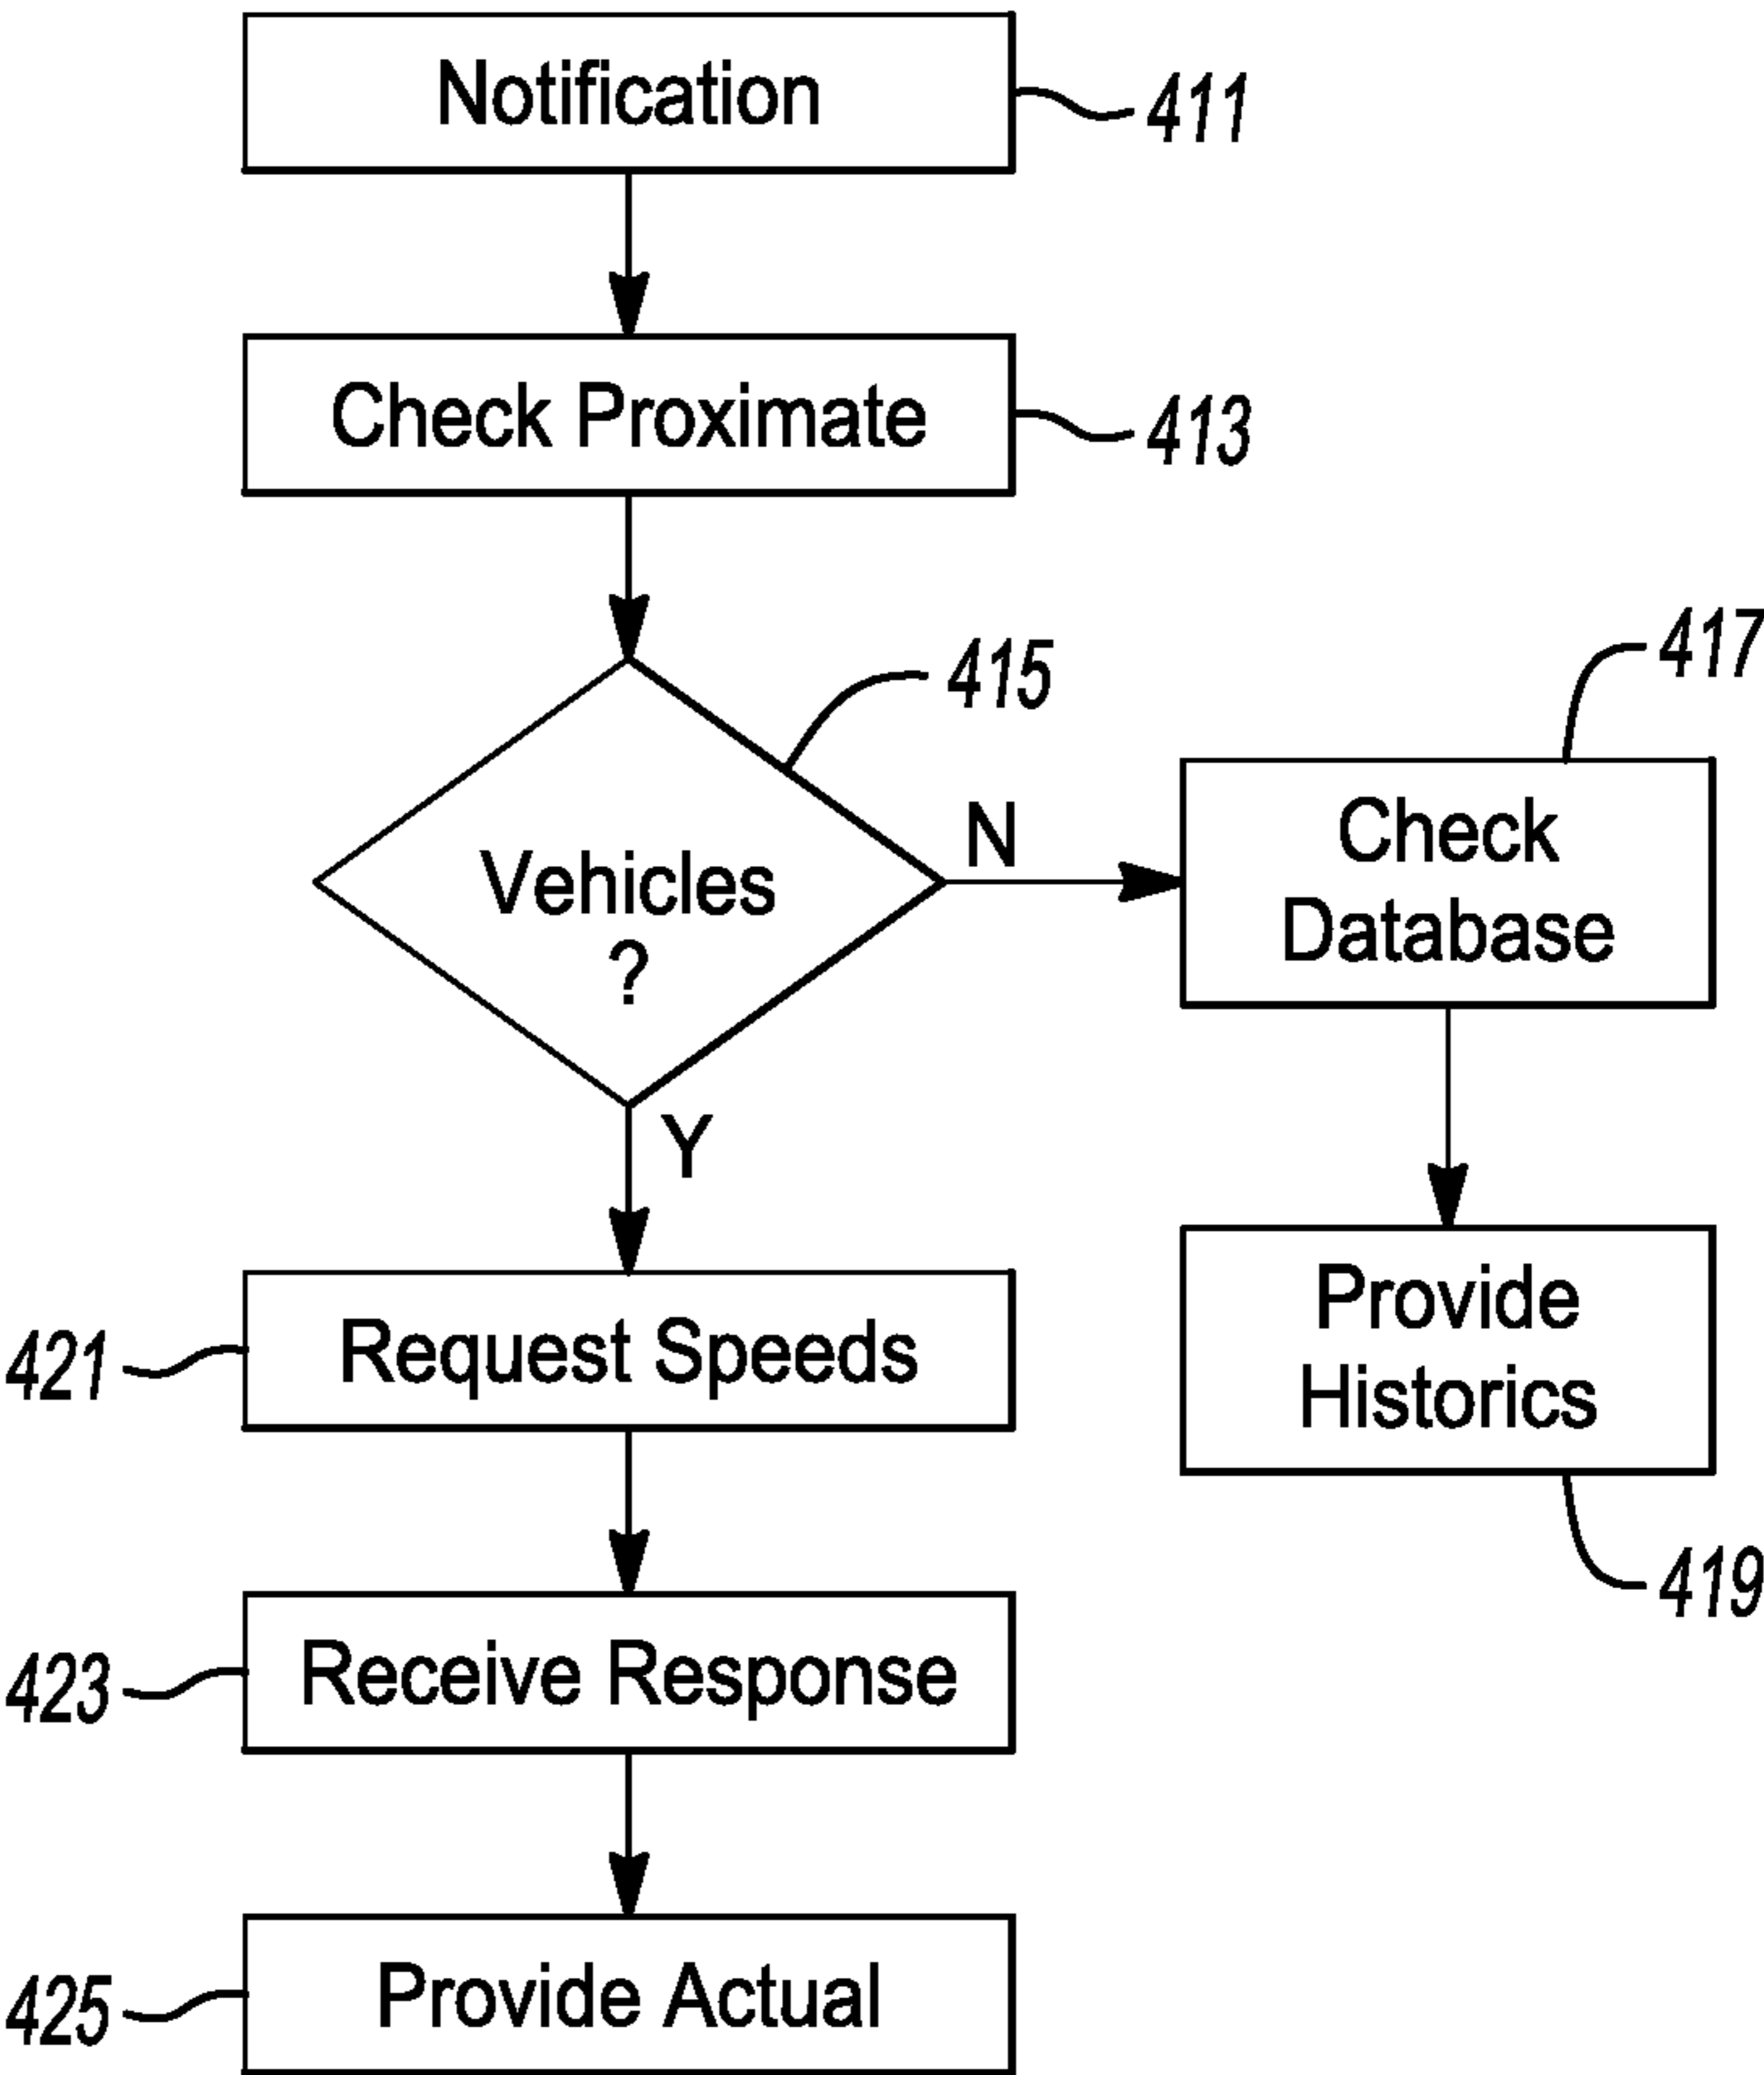 Notification
411
Check Proximate
413
415
417
Vehicles
?
N
Check
Database
Y
Provide
Historics
419
421
Request Speeds
423
Receive Response
425
Provide Actual